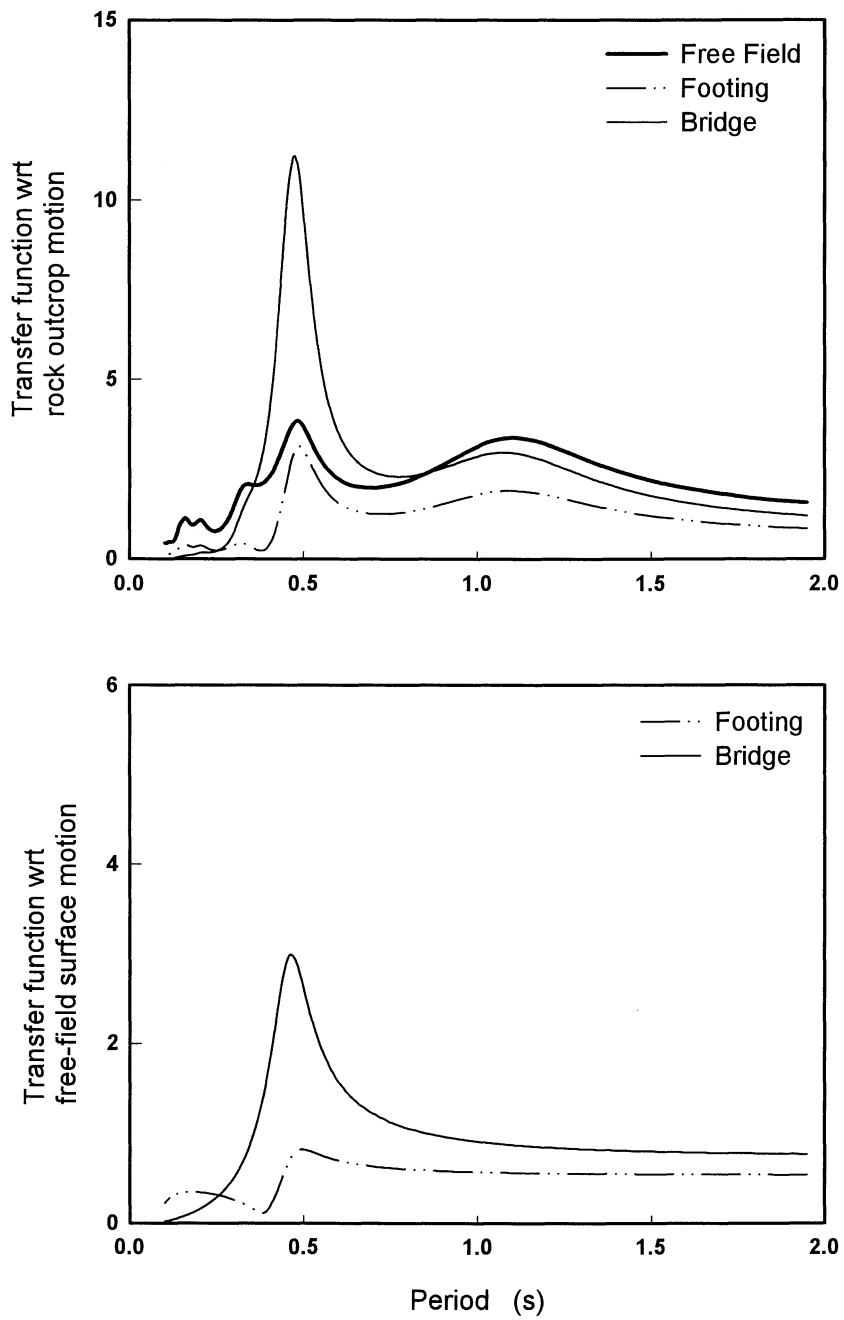 15
10
5
0
Transfer function wrt
rock outcrop motion
Free Field
Footing
Bridge
0.0 0.5 1.0 1.5 2.0
6
4
2
0
Transfer function wrt
free-field surface motion
Footing
Bridge
0.0 0.5 1.0 1.5 2.0
Period (s)